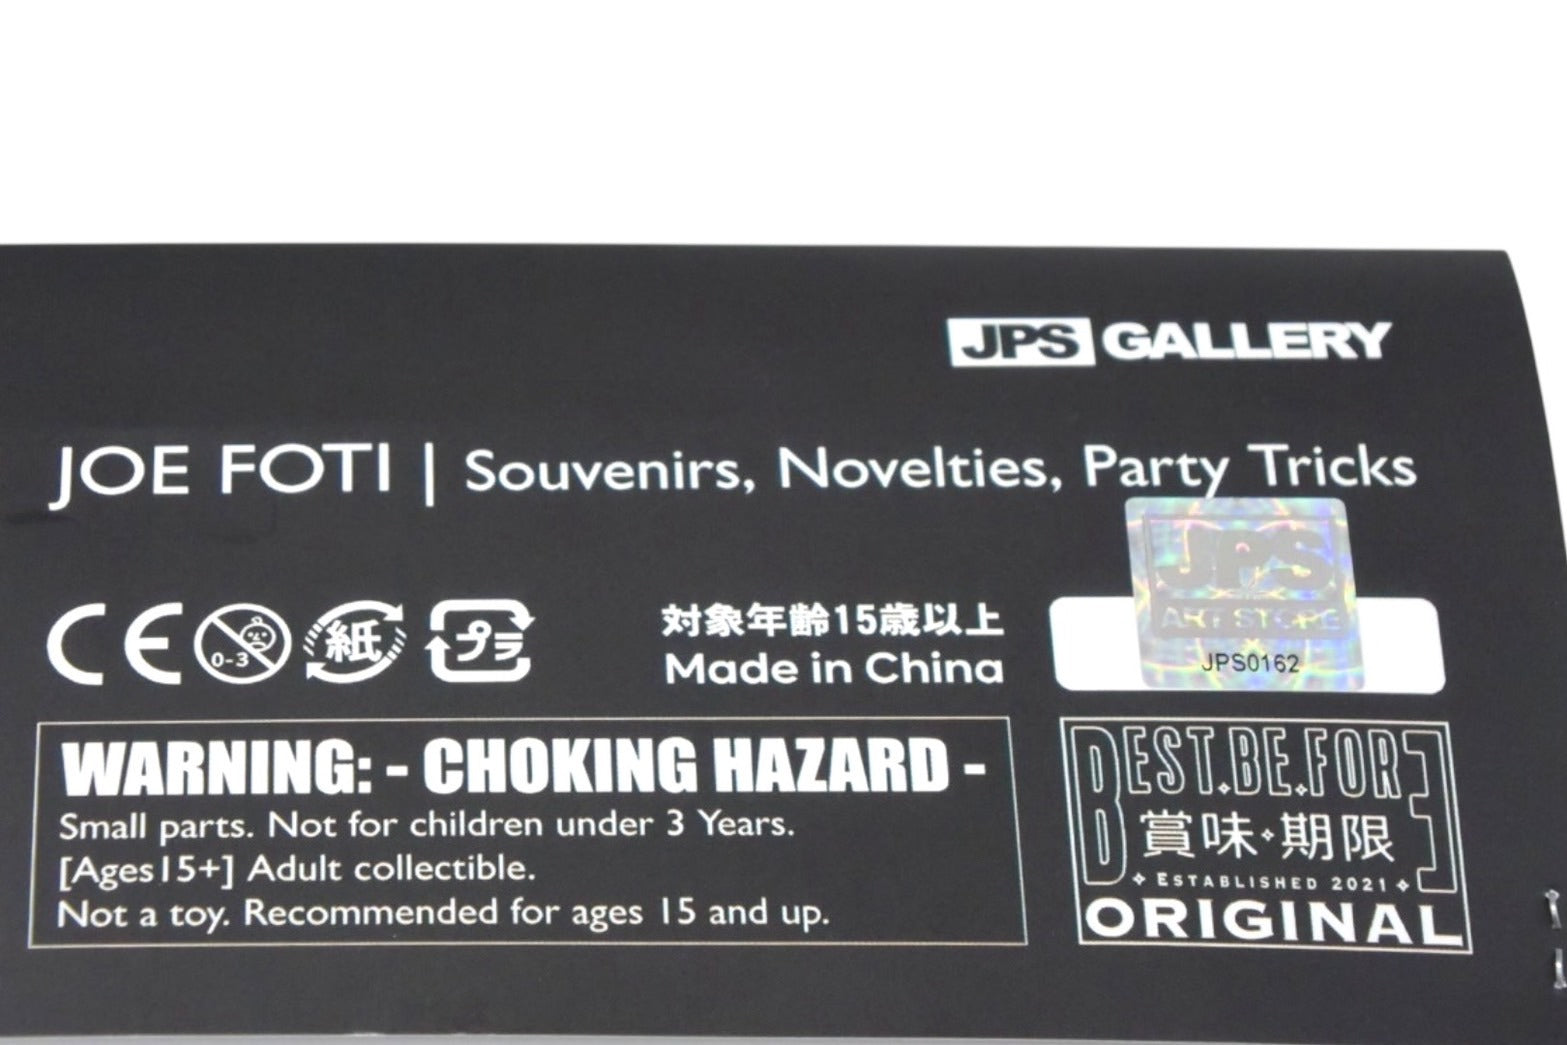 JPS GALLERY
JOE FOTI | Souvenirs, Novelties, Party Tricks
JPS
ART STORE
JPS0162
CE 0-3 紙 プラ
対象年齢15歳以上
Made in China
WARNING: - CHOKING HAZARD -
Small parts. Not for children under 3 Years.
[Ages15+] Adult collectible.
Not a toy. Recommended for ages 15 and up.
BEST.BE.FORE
賞味期限
ESTABLISHED 2021
ORIGINAL